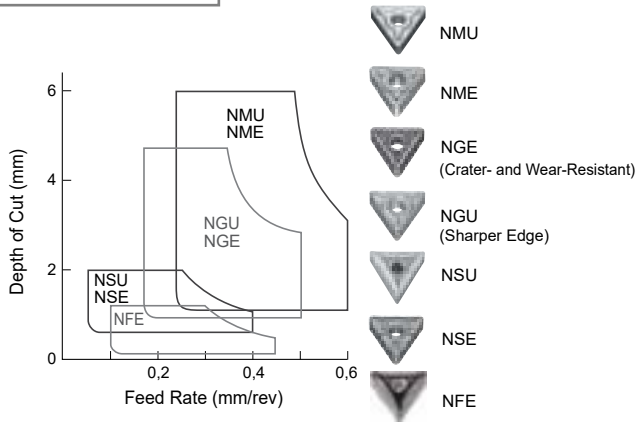 6
4
2
0
0,2
0,4
0,6
Depth of Cut (mm)
Feed Rate (mm/rev)
NMU
NME
NGU
NGE
NSU
NSE
NFE
NMU
NME
NGE
(Crater- and Wear-Resistant)
NGU
(Sharper Edge)
NSU
NSE
NFE